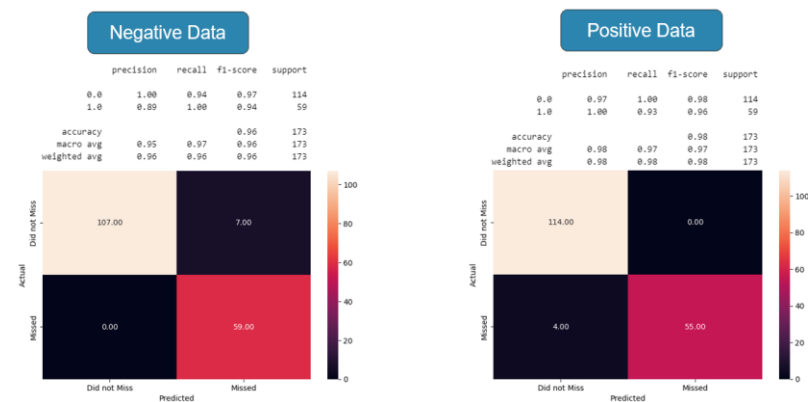 Negative Data
precision recall f1-score support
0.0 1.00 0.94 0.97 114
1.0 0.89 1.00 0.94 59
accuracy 0.96 173
macro avg 0.95 0.97 0.96 173
weighted avg 0.96 0.96 0.96 173
107.00 7.00
0.00 59.00
Did not Miss
Missed
Actual
Did not Miss Missed
Predicted
100
80
60
40
20
0
Positive Data
precision recall f1-score support
0.0 0.97 1.00 0.98 114
1.0 1.00 0.93 0.96 59
accuracy 0.98 173
macro avg 0.98 0.97 0.97 173
weighted avg 0.98 0.98 0.98 173
114.00 0.00
4.00 55.00
Did not Miss
Missed
Actual
Did not Miss Missed
Predicted
100
80
60
40
20
0